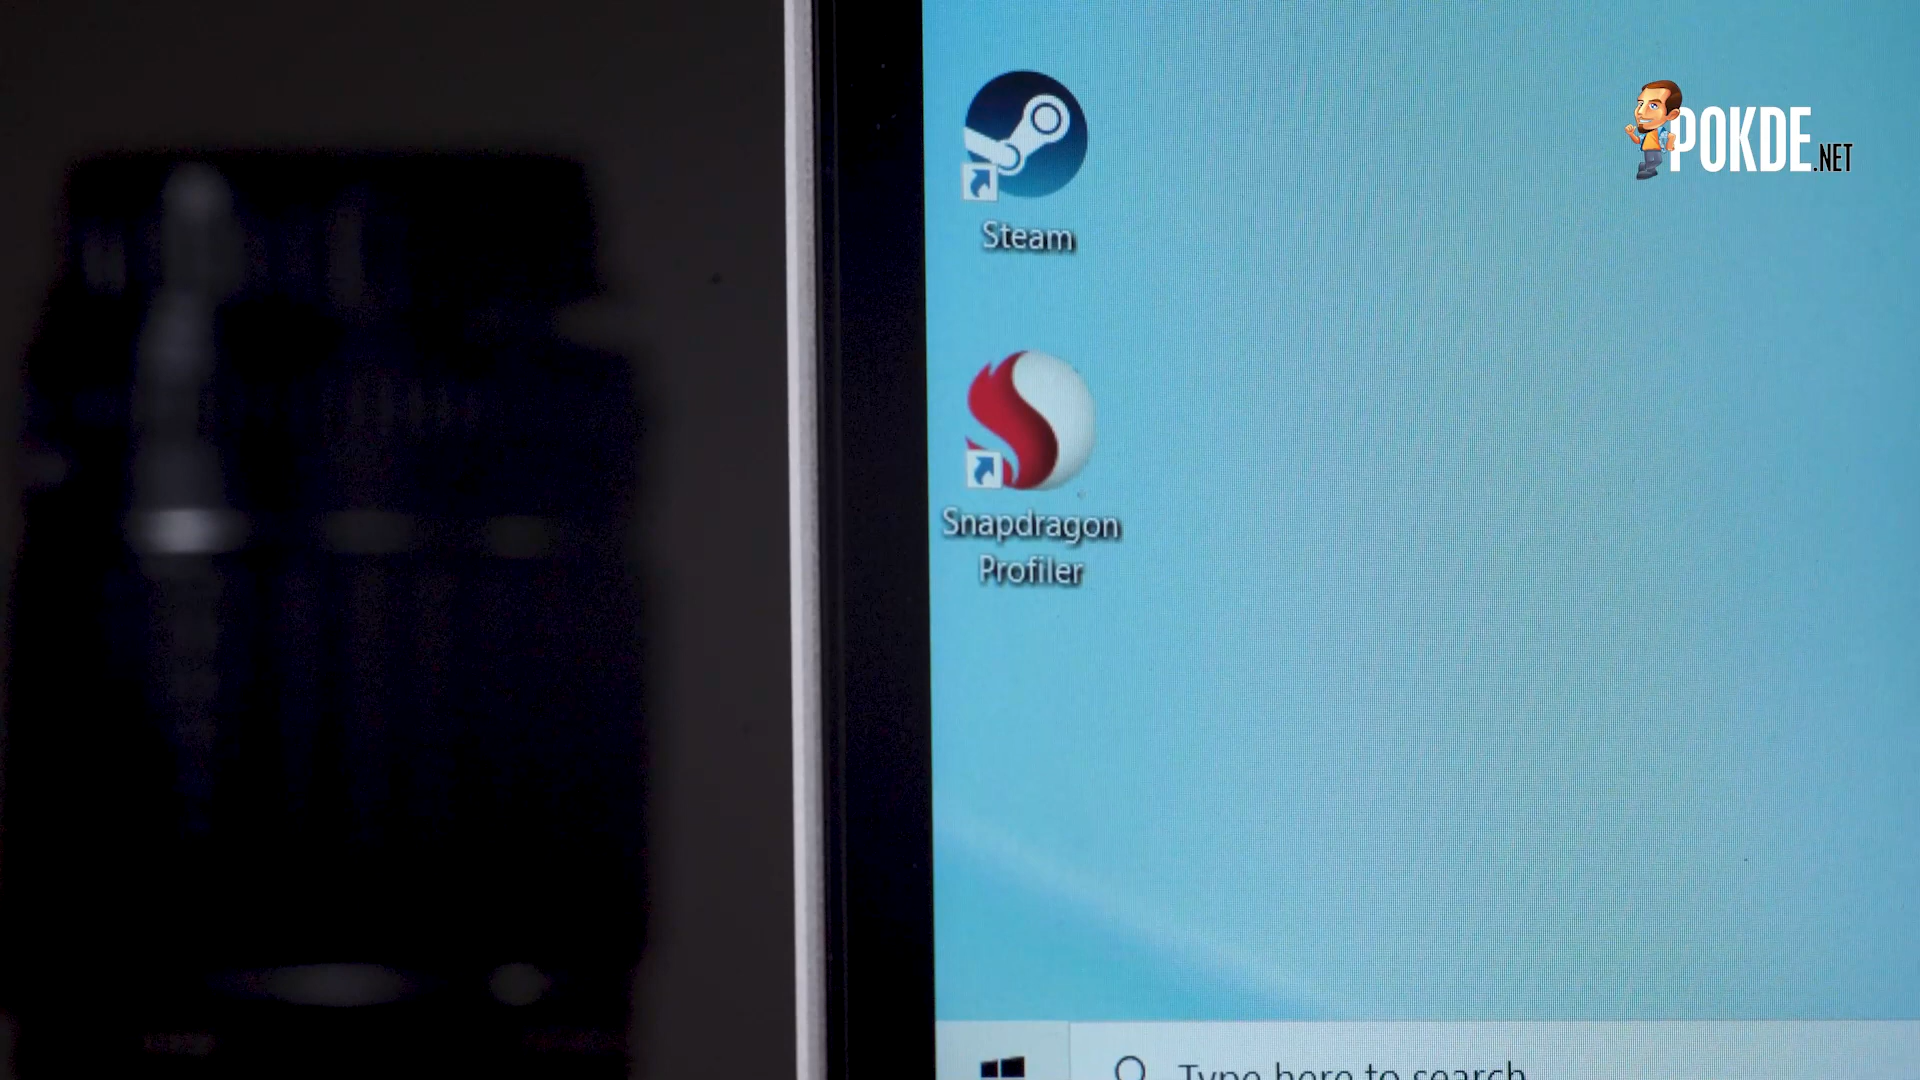 Steam
POKDE.NET
Snapdragon
Profiler
Type here to search